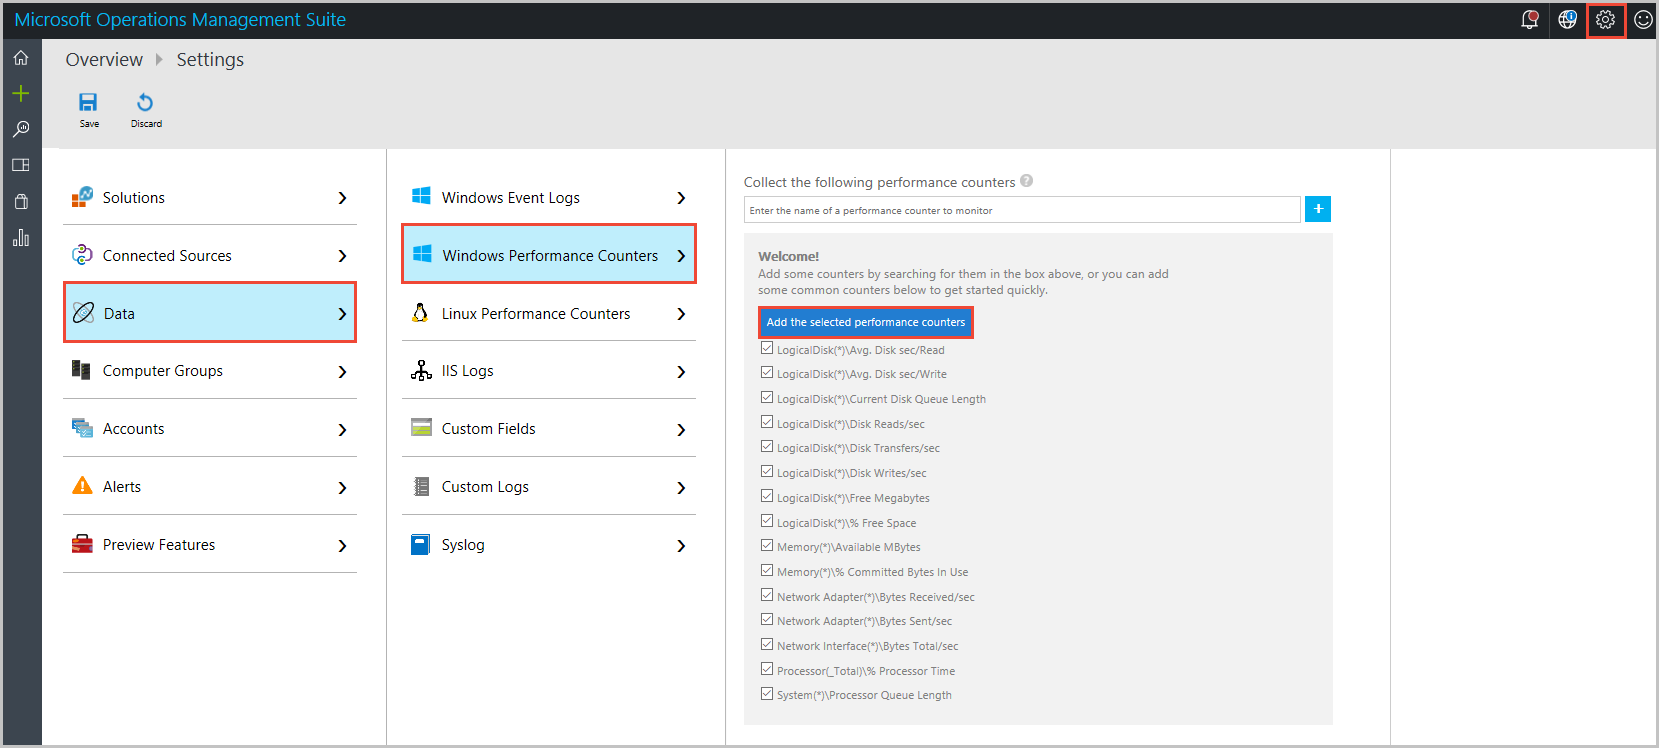 Microsoft Operations Management Suite
Overview Settings
Save Discard
Solutions
Connected Sources
Data
Computer Groups
Accounts
Alerts
Preview Features
Windows Event Logs
Windows Performance Counters
Linux Performance Counters
IIS Logs
Custom Fields
Custom Logs
Syslog
Collect the following performance counters ?
Enter the name of a performance counter to monitor
Welcome!
Add some counters by searching for them in the box above, or you can add
some common counters below to get started quickly.
Add the selected performance counters
LogicalDisk(*)\Avg. Disk sec/Read
LogicalDisk(*)\Avg. Disk sec/Write
LogicalDisk(*)\Current Disk Queue Length
LogicalDisk(*)\Disk Reads/sec
LogicalDisk(*)\Disk Transfers/sec
LogicalDisk(*)\Disk Writes/sec
LogicalDisk(*)\Free Megabytes
LogicalDisk(*)\% Free Space
Memory(*)\Available MBytes
Memory(*)\% Committed Bytes In Use
Network Adapter(*)\Bytes Received/sec
Network Adapter(*)\Bytes Sent/sec
Network Interface(*)\Bytes Total/sec
Processor(_Total)\% Processor Time
System(*)\Processor Queue Length